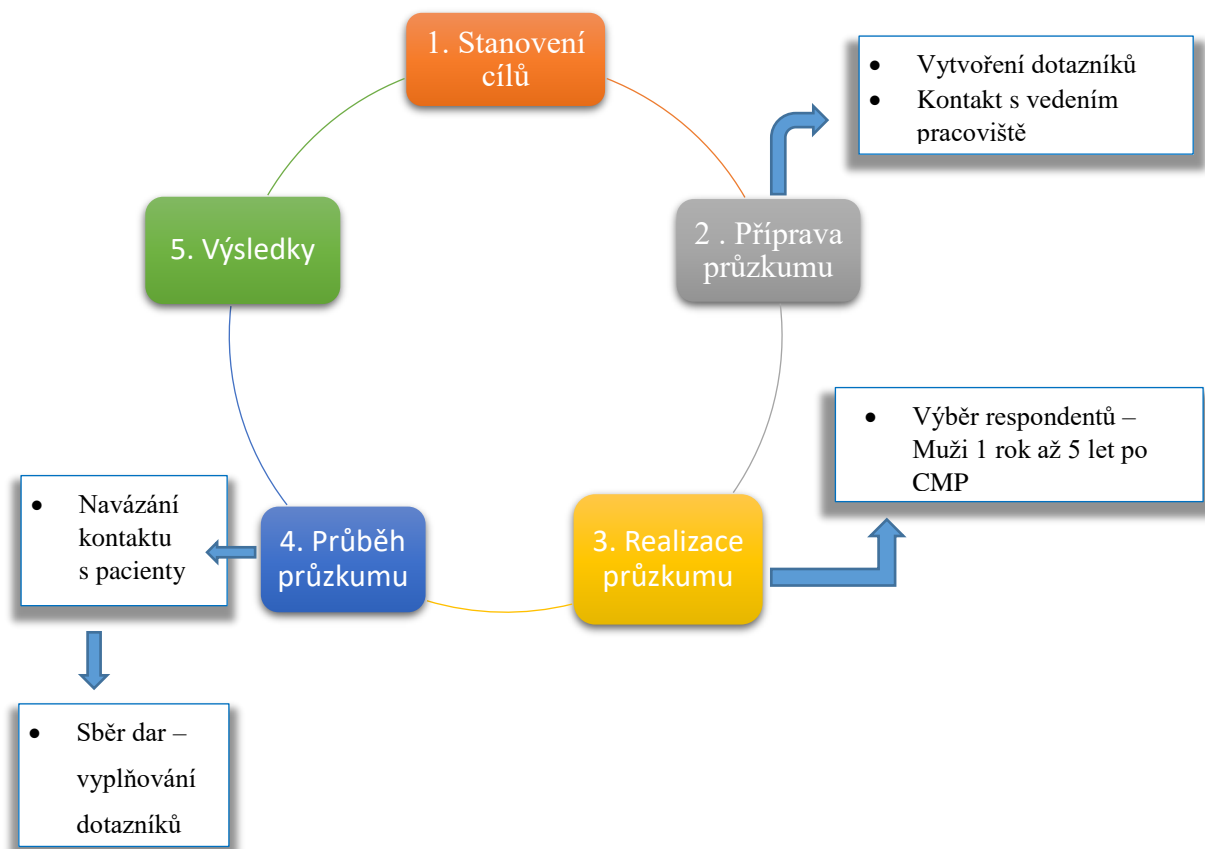 1. Stanovení
cílů
• Vytvoření dotazníků
• Kontakt s vedením
pracoviště
2 . Příprava
průzkumu
• Výběr respondentů –
Muži 1 rok až 5 let po
CMP
3. Realizace
průzkumu
4. Průběh
průzkumu
• Navázání
kontaktu
s pacienty
• Sběr dar –
vyplňování
dotazníků
5. Výsledky